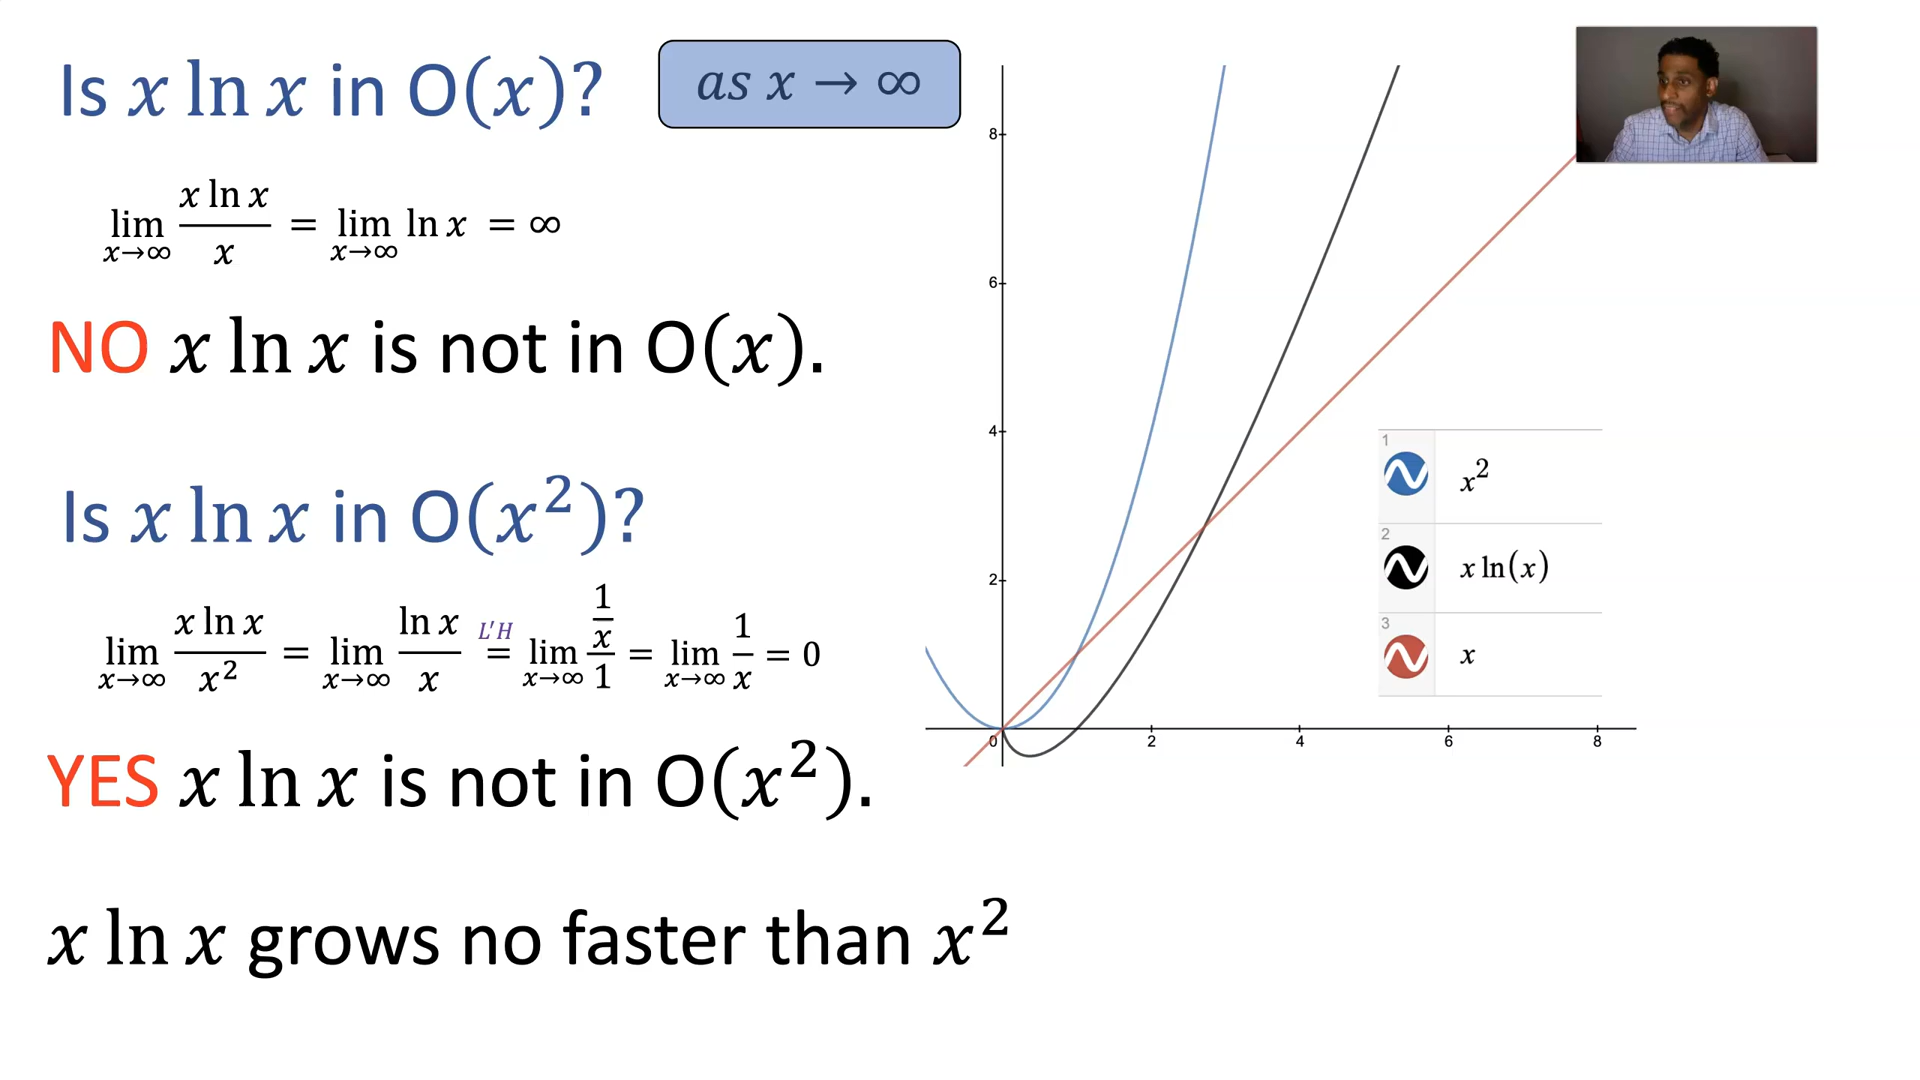 Is x ln x in O(x)?
as x → ∞
lim x→∞ x ln x / x = lim x→∞ ln x = ∞
NO x ln x is not in O(x).
Is x ln x in O(x²)?
lim x→∞ x ln x / x² = lim x→∞ ln x / x L'H = lim x→∞ 1/x / 1 = lim x→∞ 1/x = 0
YES x ln x is not in O(x²).
x ln x grows no faster than x²
8
6
4
2
0 2 4 6 8
1 x²
2 x ln(x)
3 x